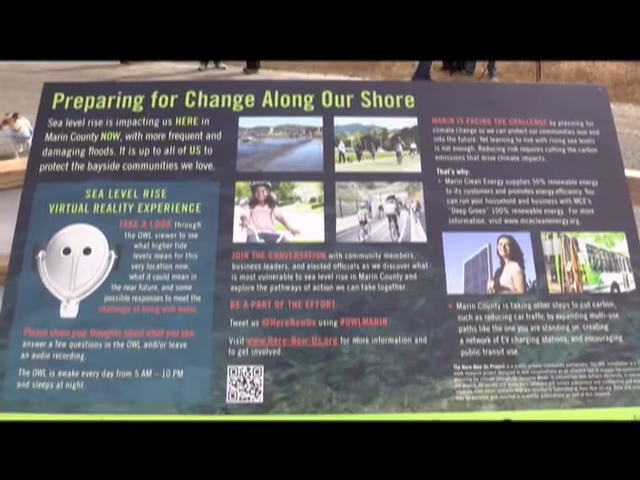 Preparing for Change Along Our Shore
Sea level rise is impacting us HERE in
Marin County NOW, with more frequent and
damaging floods. It is up to all of US to
protect the bayside communities we love.
SEA LEVEL RISE
VIRTUAL REALITY EXPERIENCE
TAKE A LOOK through
the OWL viewer to see
what higher tide
levels mean for this
very location now,
what it could mean in
the near future, and some
possible responses to meet the
challenge of living with water.
Please share your thoughts about what you see:
answer a few questions in the OWL and/or leave
an audio recording.
The OWL is awake every day from 5 AM – 10 PM
and sleeps at night.
JOIN THE CONVERSATION with community members,
business leaders, and elected officials as we discover what
is most vulnerable to sea level rise in Marin County and
explore the pathways of action we can take together.
BE A PART OF THE EFFORT
Tweet us @HereNowUs using #OWLMARIN
Visit www.Here-Now-Us.org for more information and
to get involved.
MARIN IS FACING THE CHALLENGE by planning for
climate change so we can protect our communities now and
into the future. Yet learning to live with rising sea levels
is not enough. Reducing risk requires cutting the carbon
emissions that drive climate impacts.
That's why:
• Marin Clean Energy supplies 50% renewable energy
to its customers and promotes energy efficiency. You
can run your household and business with MCE's
"Deep Green" 100% renewable energy. For more
information, visit www.mcecleanenergy.org.
• Marin County is taking other steps to cut carbon,
such as reducing car traffic by expanding multi-use
paths like the one you are standing on, creating
a network of EV charging stations, and encouraging
public transit use.
The Here-Now-Us Project is a public-private community partnership.